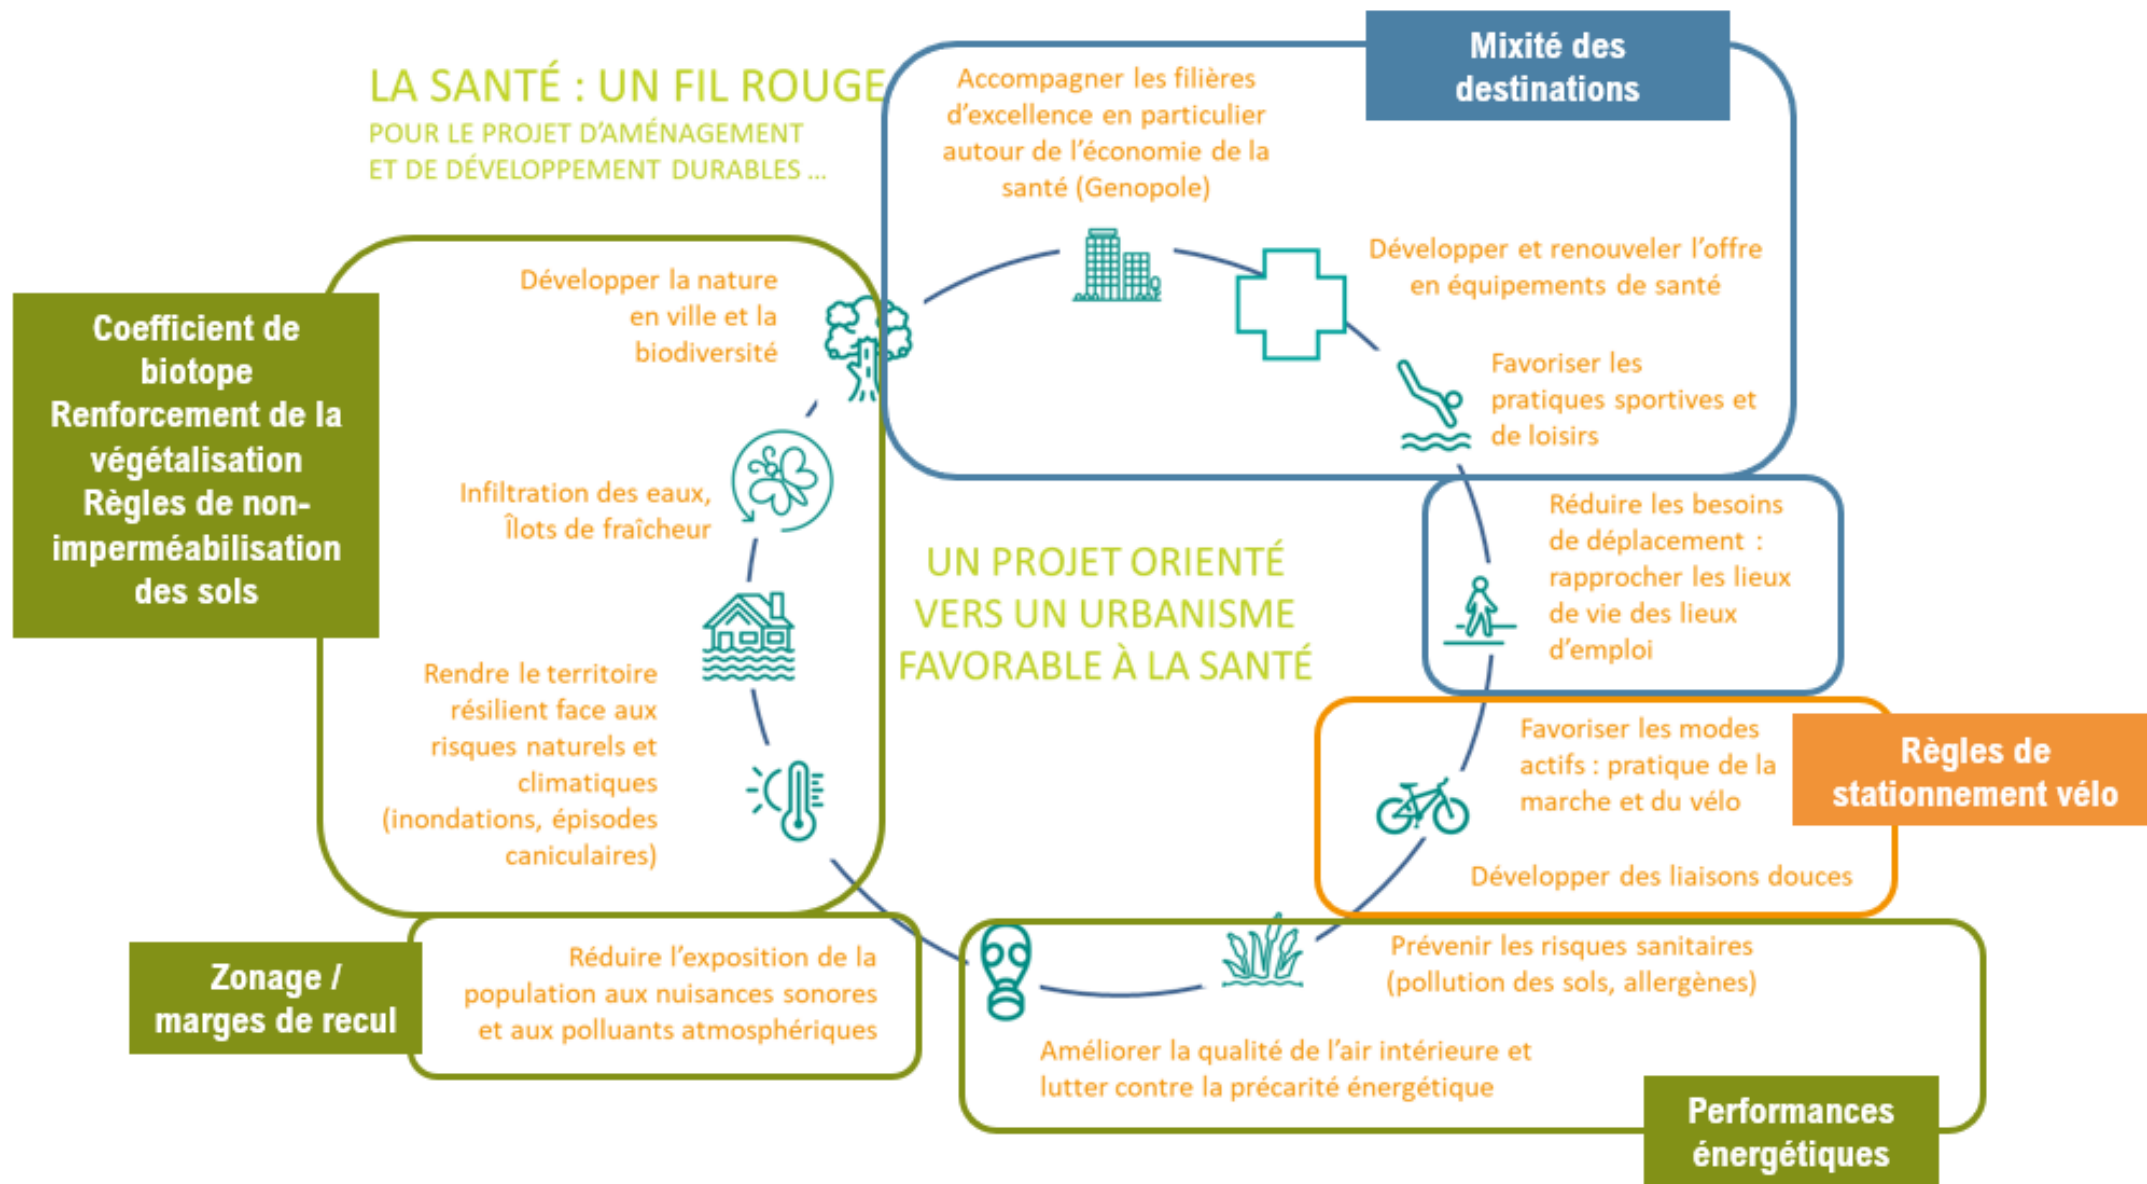 LA SANTÉ : UN FIL ROUGE
POUR LE PROJET D'AMÉNAGEMENT
ET DE DÉVELOPPEMENT DURABLES ...
Mixité des
destinations
Accompagner les filières
d'excellence en particulier
autour de l'économie de la
santé (Genopole)
Développer et renouveler l'offre
en équipements de santé
Favoriser les
pratiques sportives et
de loisirs
Réduire les besoins
de déplacement :
rapprocher les lieux
de vie des lieux
d'emploi
Favoriser les modes
actifs : pratique de la
marche et du vélo
Développer des liaisons douces
Règles de
stationnement vélo
Prévenir les risques sanitaires
(pollution des sols, allergènes)
Améliorer la qualité de l'air intérieure et
lutter contre la précarité énergétique
Performances
énergétiques
Réduire l'exposition de la
population aux nuisances sonores
et aux polluants atmosphériques
Zonage /
marges de recul
Rendre le territoire
résilient face aux
risques naturels et
climatiques
(inondations, épisodes
caniculaires)
Infiltration des eaux,
Îlots de fraîcheur
Développer la nature
en ville et la
biodiversité
Coefficient de
biotope
Renforcement de la
végétalisation
Règles de non-
imperméabilisation
des sols
UN PROJET ORIENTÉ
VERS UN URBANISME
FAVORABLE À LA SANTÉ